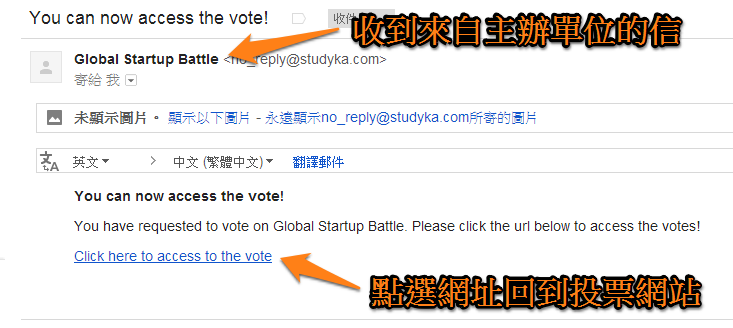 You can now access the vote!
收件
收到來自主辦單位的信
Global Startup Battle <no_reply@studyka.com>
寄給 我
未顯示圖片。 顯示以下圖片 - 永遠顯示no_reply@studyka.com所寄的圖片
英文 > 中文 (繁體中文) 翻譯郵件
You can now access the vote!
You have requested to vote on Global Startup Battle. Please click the url below to access the votes!
Click here to access to the vote
點選網址回到投票網站